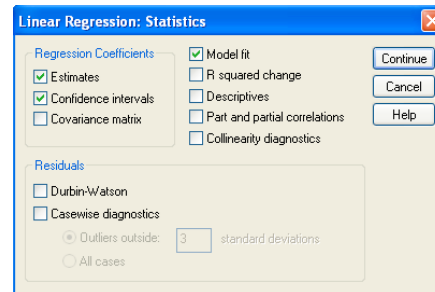 Linear Regression: Statistics
Regression Coefficients
Estimates
Confidence intervals
Covariance matrix
Model fit
R squared change
Descriptives
Part and partial correlations
Collinearity diagnostics
Continue
Cancel
Help
Residuals
Durbin-Watson
Casewise diagnostics
Outliers outside: 3 standard deviations
All cases